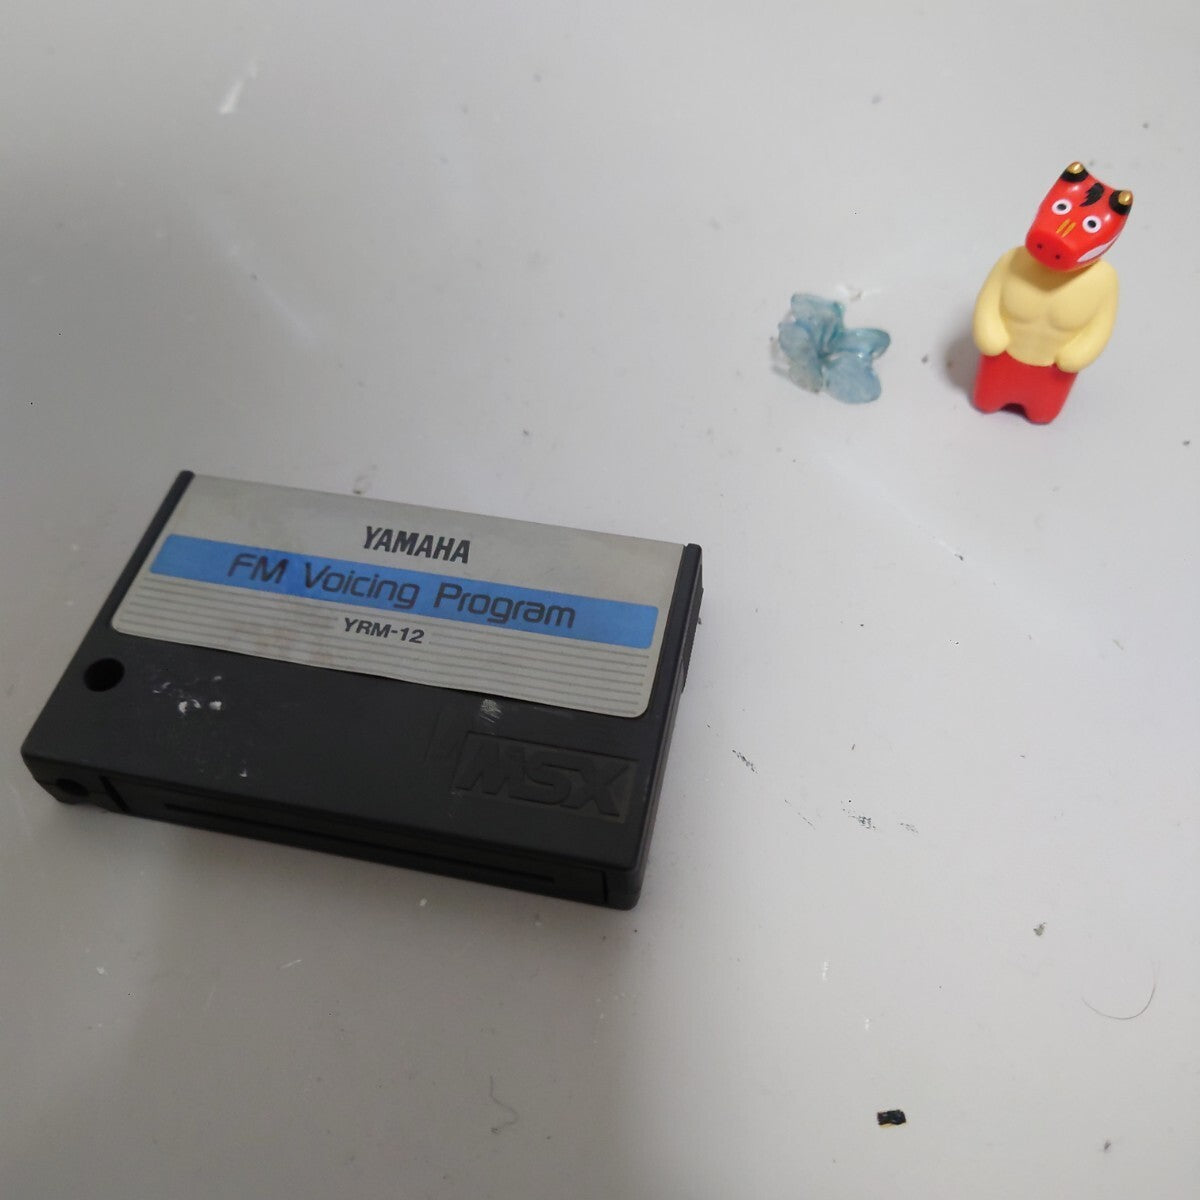 YAMAHA
FM Voicing Program
YRM-12
MSX